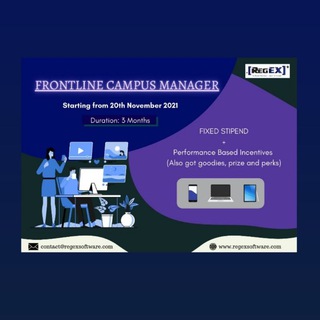 [RegEX]
FRONTLINE CAMPUS MANAGER
Starting from 20th November 2021
Duration: 3 Months
FIXED STIPEND
+
Performance Based Incentives
(Also got goodies, prize and perks)
contact@regexsoftware.com
www.regexsoftware.com